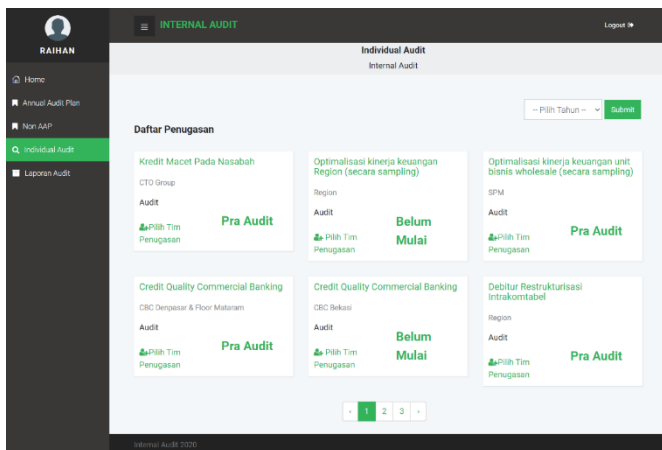 RAIHAN
Home
Annual Audit Plan
Non AAP
Individual Audit
Laporan Audit
INTERNAL AUDIT
Logout
Individual Audit
Internal Audit
-- Pilih Tahun --
Submit
Daftar Penugasan
Kredit Macet Pada Nasabah
CTO Group
Audit
Pilih Tim
Penugasan
Pra Audit
Optimalisasi kinerja keuangan
Region (secara sampling)
Region
Audit
Pilih Tim
Penugasan
Belum
Mulai
Optimalisasi kinerja keuangan unit
bisnis wholesale (secara sampling)
SPM
Audit
Pilih Tim
Penugasan
Pra Audit
Credit Quality Commercial Banking
CBC Denpasar & Floor Mataram
Audit
Pilih Tim
Penugasan
Pra Audit
Credit Quality Commercial Banking
CBC Bekasi
Audit
Pilih Tim
Penugasan
Belum
Mulai
Debitur Restrukturisasi
Intrakomtabel
Region
Audit
Pilih Tim
Penugasan
Pra Audit
‹ 1 2 3 ›
Internal Audit 2020